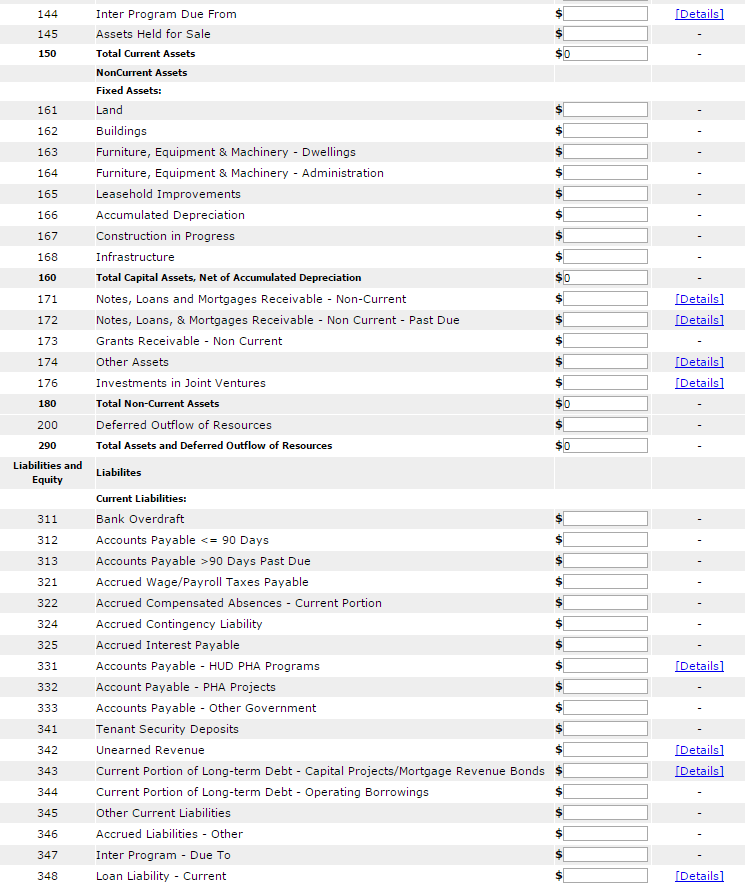 144 Inter Program Due From $ [Details]
145 Assets Held for Sale $ -
150 Total Current Assets $0 -
NonCurrent Assets
Fixed Assets:
161 Land $ -
162 Buildings $ -
163 Furniture, Equipment & Machinery - Dwellings $ -
164 Furniture, Equipment & Machinery - Administration $ -
165 Leasehold Improvements $ -
166 Accumulated Depreciation $ -
167 Construction in Progress $ -
168 Infrastructure $ -
160 Total Capital Assets, Net of Accumulated Depreciation $0 -
171 Notes, Loans and Mortgages Receivable - Non-Current $ [Details]
172 Notes, Loans, & Mortgages Receivable - Non Current - Past Due $ [Details]
173 Grants Receivable - Non Current $ -
174 Other Assets $ [Details]
176 Investments in Joint Ventures $ [Details]
180 Total Non-Current Assets $0 -
200 Deferred Outflow of Resources $ -
290 Total Assets and Deferred Outflow of Resources $0 -
Liabilities and
Equity Liabilites
Current Liabilities:
311 Bank Overdraft $ -
312 Accounts Payable <= 90 Days $ -
313 Accounts Payable >90 Days Past Due $ -
321 Accrued Wage/Payroll Taxes Payable $ -
322 Accrued Compensated Absences - Current Portion $ -
324 Accrued Contingency Liability $ -
325 Accrued Interest Payable $ -
331 Accounts Payable - HUD PHA Programs $ [Details]
332 Account Payable - PHA Projects $ -
333 Accounts Payable - Other Government $ -
341 Tenant Security Deposits $ -
342 Unearned Revenue $ [Details]
343 Current Portion of Long-term Debt - Capital Projects/Mortgage Revenue Bonds $ [Details]
344 Current Portion of Long-term Debt - Operating Borrowings $ -
345 Other Current Liabilities $ -
346 Accrued Liabilities - Other $ -
347 Inter Program - Due To $ -
348 Loan Liability - Current $ [Details]